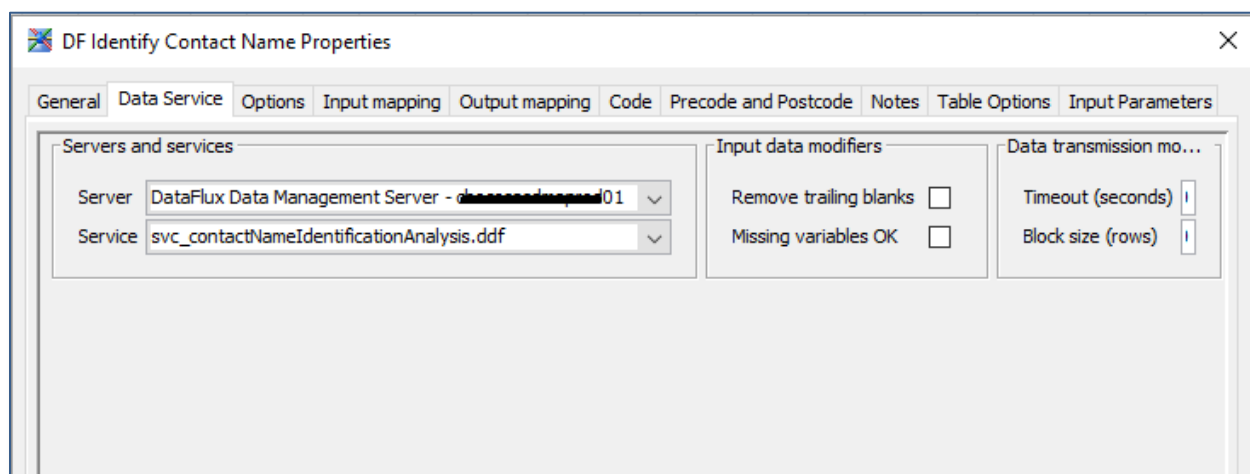 DF Identify Contact Name Properties
General Data Service Options Input mapping Output mapping Code Precode and Postcode Notes Table Options Input Parameters
Servers and services Input data modifiers Data transmission mo...
Server DataFlux Data Management Server - 01 Remove trailing blanks Timeout (seconds)
Service svc_contactNameIdentificationAnalysis.ddf Missing variables OK Block size (rows)